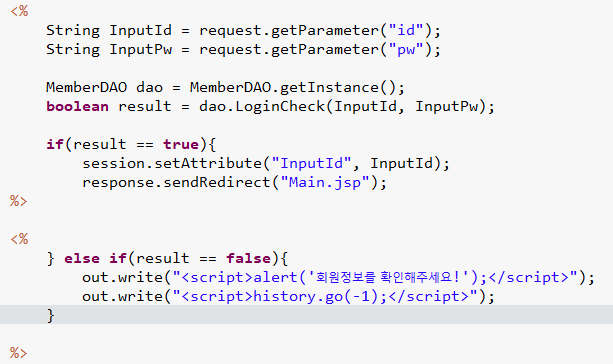 <%
String InputId = request.getParameter("id");
String InputPw = request.getParameter("pw");
MemberDAO dao = MemberDAO.getInstance();
boolean result = dao.LoginCheck(InputId, InputPw);
if(result == true){
session.setAttribute("InputId", InputId);
response.sendRedirect("Main.jsp");
%>
<%
} else if(result == false){
out.write("<script>alert('회원정보를 확인해주세요!');</script>");
out.write("<script>history.go(-1);</script>");
}
%>